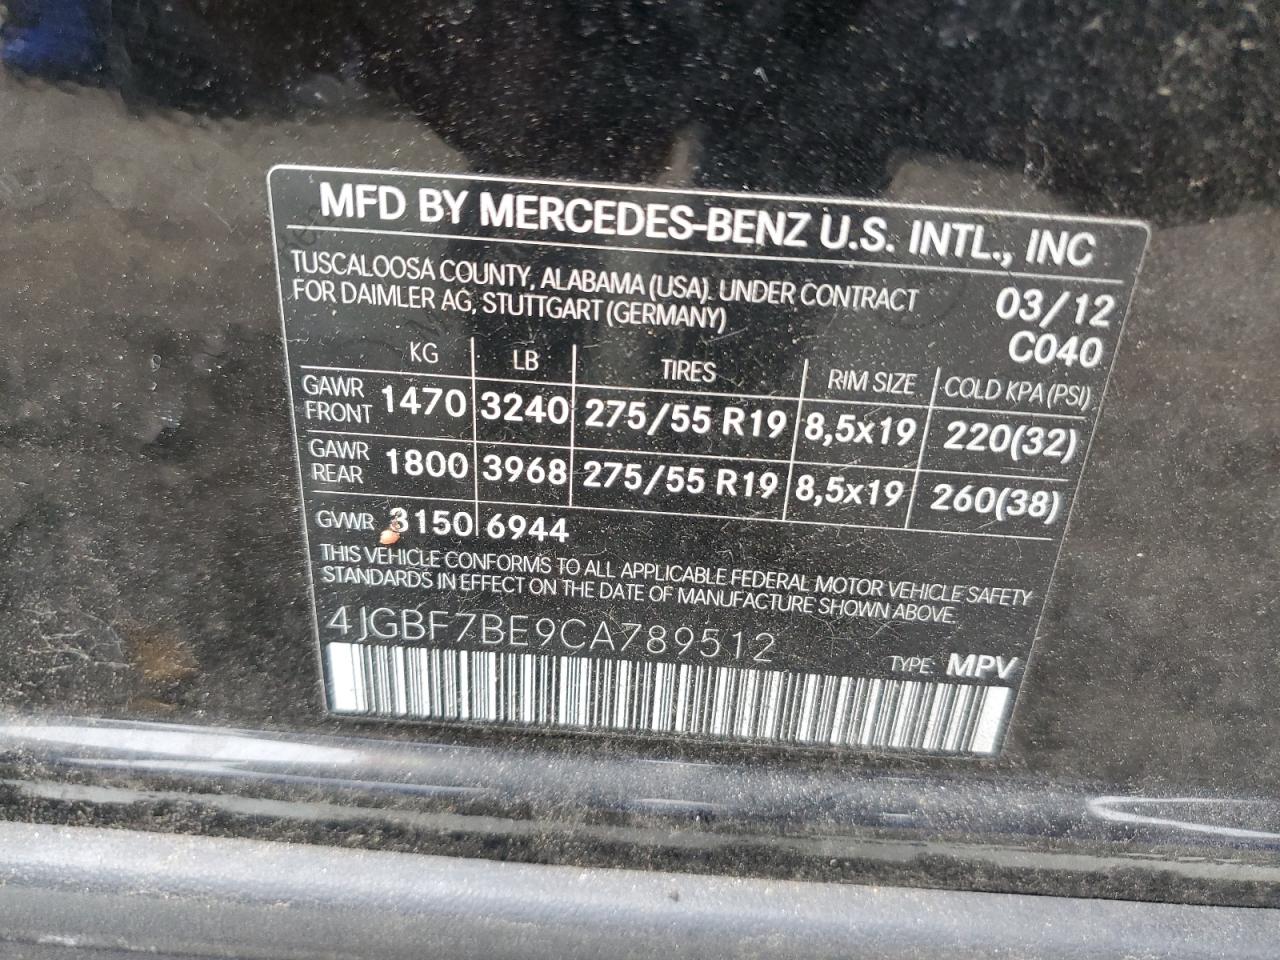 MFD BY MERCEDES-BENZ U.S. INTL., INC
TUSCALOOSA COUNTY, ALABAMA (USA) UNDER CONTRACT
FOR DAIMLER AG, STUTTGART (GERMANY)
03/12
C040
KG LB TIRES RIM SIZE COLD KPA (PSI)
GAWR FRONT 1470 3240 275/55 R19 8,5x19 220(32)
GAWR REAR 1800 3968 275/55 R19 8,5x19 260(38)
GVWR 3150 6944
THIS VEHICLE CONFORMS TO ALL APPLICABLE FEDERAL MOTOR VEHICLE SAFETY
STANDARDS IN EFFECT ON THE DATE OF MANUFACTURE SHOWN ABOVE.
4JGBF7BE9CA789512
TYPE: MPV